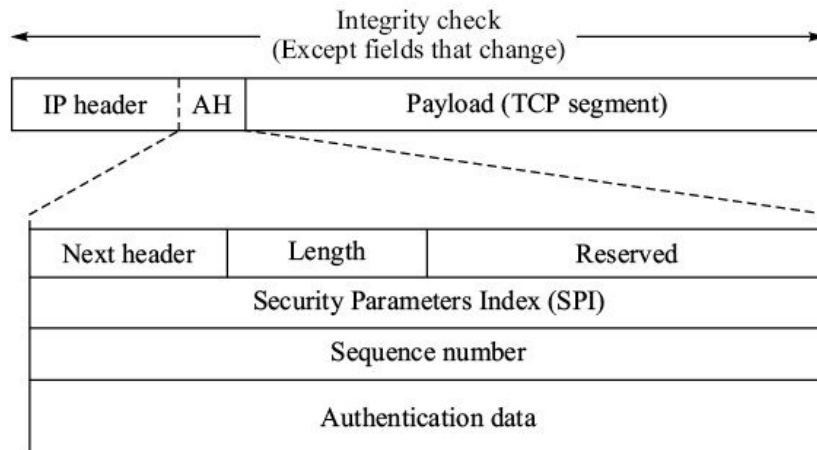 Integrity check
(Except fields that change)
IP header AH Payload (TCP segment)
Next header Length Reserved
Security Parameters Index (SPI)
Sequence number
Authentication data